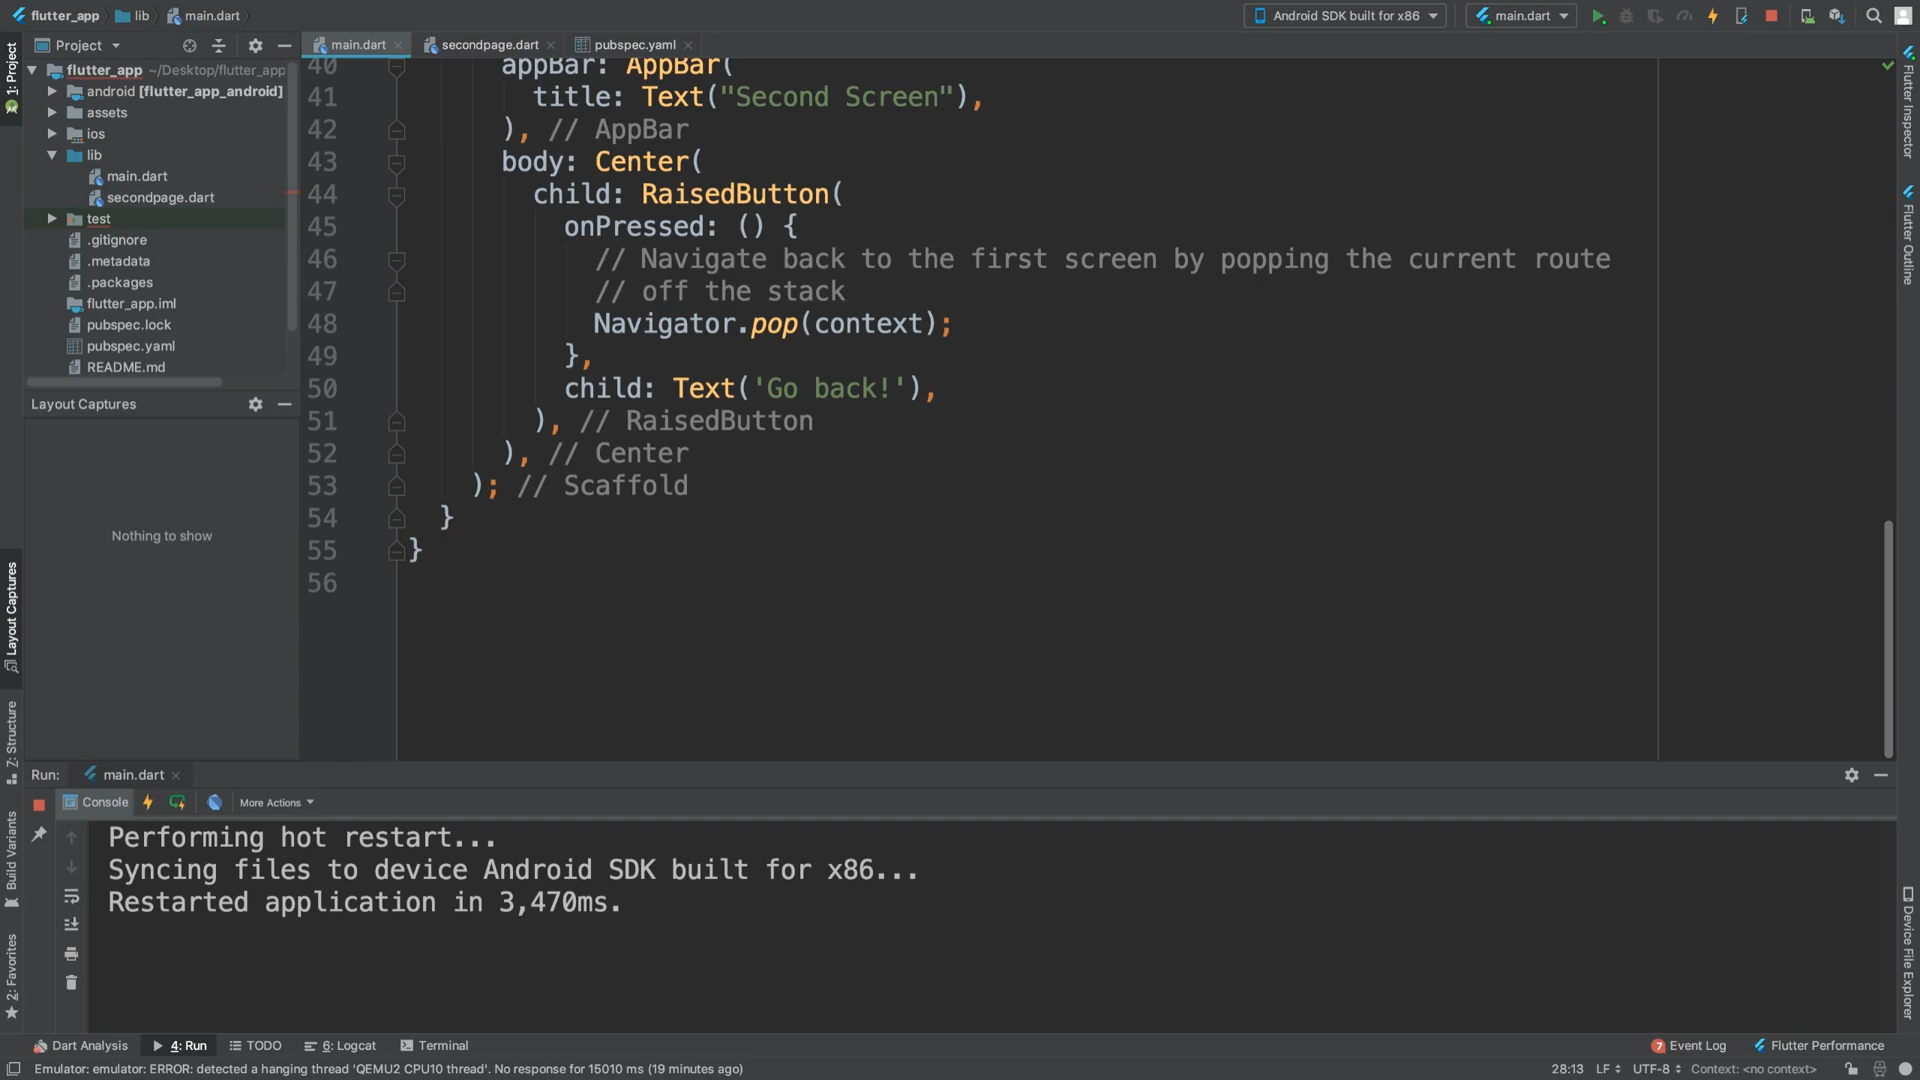 flutter_app lib main.dart Android SDK built for x86 main.dart
Project main.dart secondpage.dart pubspec.yaml
1: Project
flutter_app ~/Desktop/flutter_app
android [flutter_app_android]
assets
ios
lib
main.dart
secondpage.dart
test
.gitignore
.metadata
.packages
flutter_app.iml
pubspec.lock
pubspec.yaml
README.md
Layout Captures
Nothing to show
Layout Captures
Z: Structure
Build Variants
2: Favorites
40 appBar: AppBar(
41 title: Text("Second Screen"),
42 ), // AppBar
43 body: Center(
44 child: RaisedButton(
45 onPressed: () {
46 // Navigate back to the first screen by popping the current route
47 // off the stack
48 Navigator.pop(context);
49 },
50 child: Text('Go back!'),
51 ), // RaisedButton
52 ), // Center
53 ); // Scaffold
54 }
55 }
56
Flutter Inspector
Flutter Outline
Device File Explorer
Run: main.dart
Console More Actions
Performing hot restart...
Syncing files to device Android SDK built for x86...
Restarted application in 3,470ms.
Dart Analysis 4: Run TODO 6: Logcat Terminal 7 Event Log Flutter Performance
Emulator: emulator: ERROR: detected a hanging thread 'QEMU2 CPU10 thread'. No response for 15010 ms (19 minutes ago) 28:13 LF UTF-8 Context: <no context>